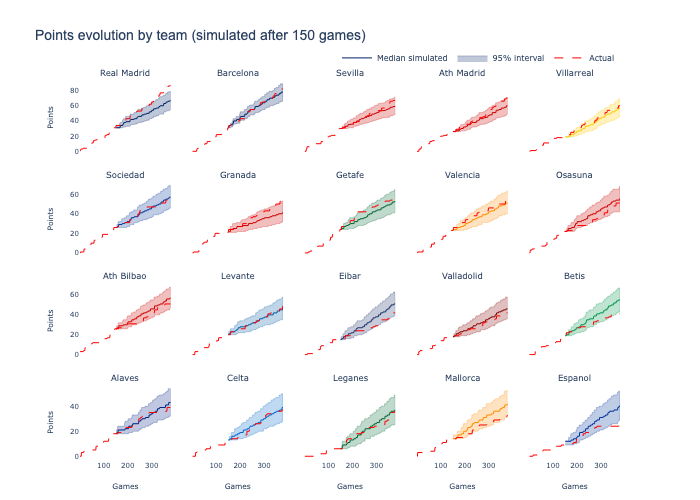 Points evolution by team (simulated after 150 games)
Median simulated 95% interval Actual
Real Madrid Barcelona Sevilla Ath Madrid Villarreal
80
60
40
20
0
Points
Sociedad Granada Getafe Valencia Osasuna
60
40
20
0
Points
Ath Bilbao Levante Eibar Valladolid Betis
60
40
20
0
Points
Alaves Celta Leganes Mallorca Espanol
40
20
0
Points
100 200 300 100 200 300 100 200 300 100 200 300 100 200 300
Games Games Games Games Games